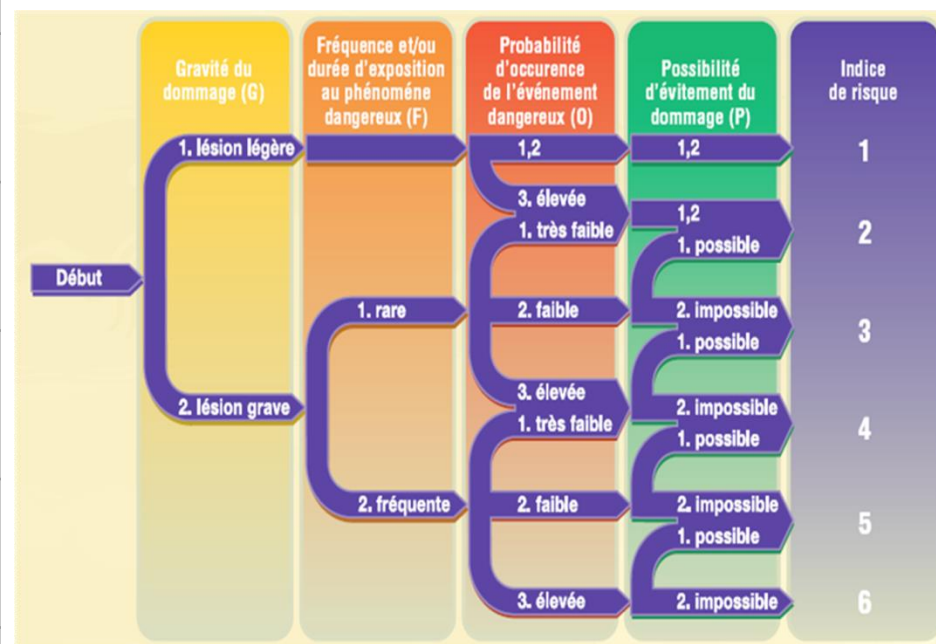 Gravité du
dommage (G)
Fréquence et/ou
durée d'exposition
au phénoméne
dangereux (F)
Probabilité
d'occurence
de l'événement
dangereux (O)
Possibilité
d'évitement du
dommage (P)
Indice
de risque
1. lésion légère
1,2
1,2
1
3. élevée
1,2
2
1. très faible
1. possible
Début
1. rare
2. faible
2. impossible
3
1. possible
3. élevée
2. lésion grave
2. impossible
4
1. très faible
1. possible
2. fréquente
2. faible
2. impossible
5
1. possible
3. élevée
2. impossible
6